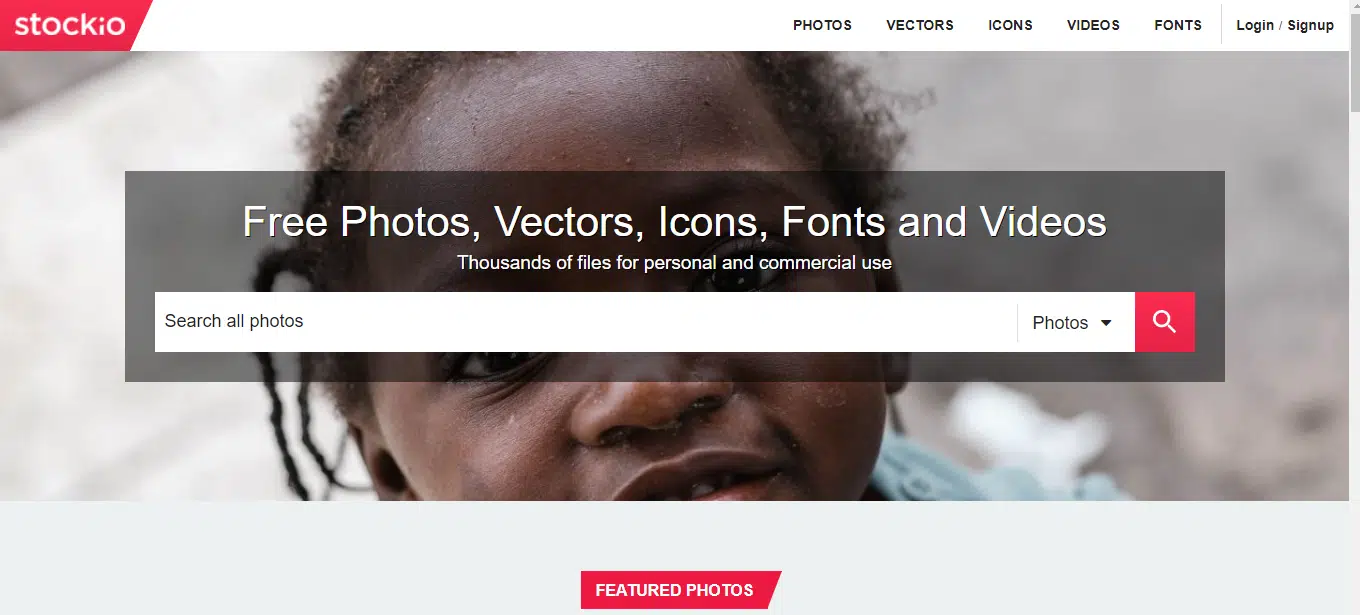 stockio
PHOTOS VECTORS ICONS VIDEOS FONTS Login / Signup
Free Photos, Vectors, Icons, Fonts and Videos
Thousands of files for personal and commercial use
Search all photos Photos
FEATURED PHOTOS